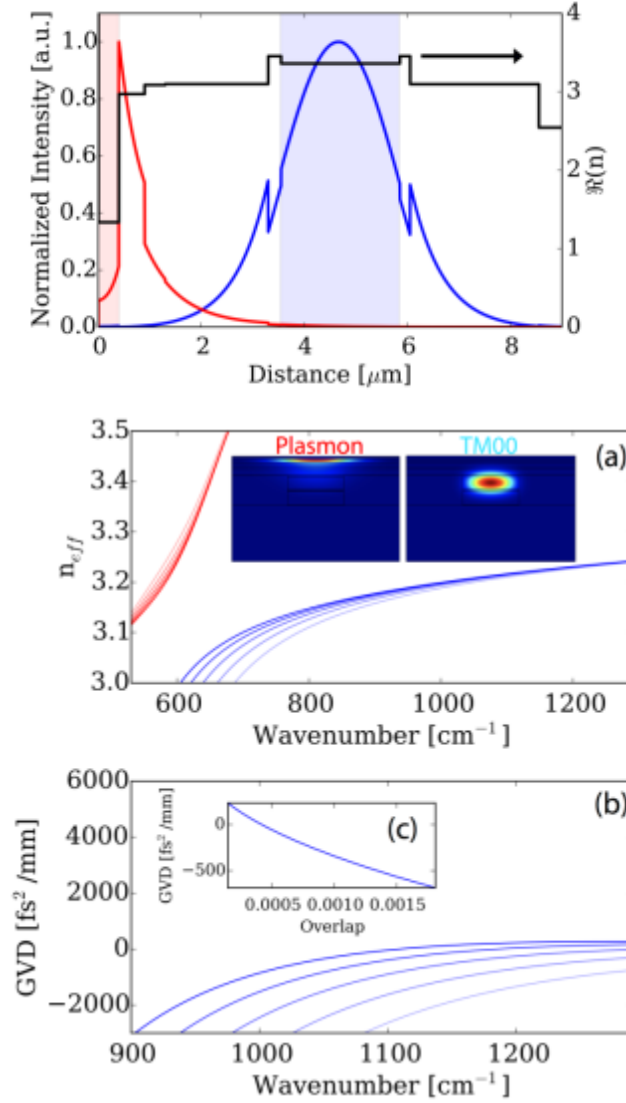 Normalized Intensity [a.u.]
1.0
0.8
0.6
0.4
0.2
0.0
0 2 4 6 8
Distance [μm]
4
3
2
1
0
ℜ(n)
(a)
Plasmon TM00
n_eff
3.5
3.4
3.3
3.2
3.1
3.0
600 800 1000 1200
Wavenumber [cm⁻¹]
(b)
GVD [fs² /mm]
6000
4000
2000
0
−2000
(c)
GVD [fs² /mm]
0
−500
0.0005 0.0010 0.0015
Overlap
900 1000 1100 1200
Wavenumber [cm⁻¹]